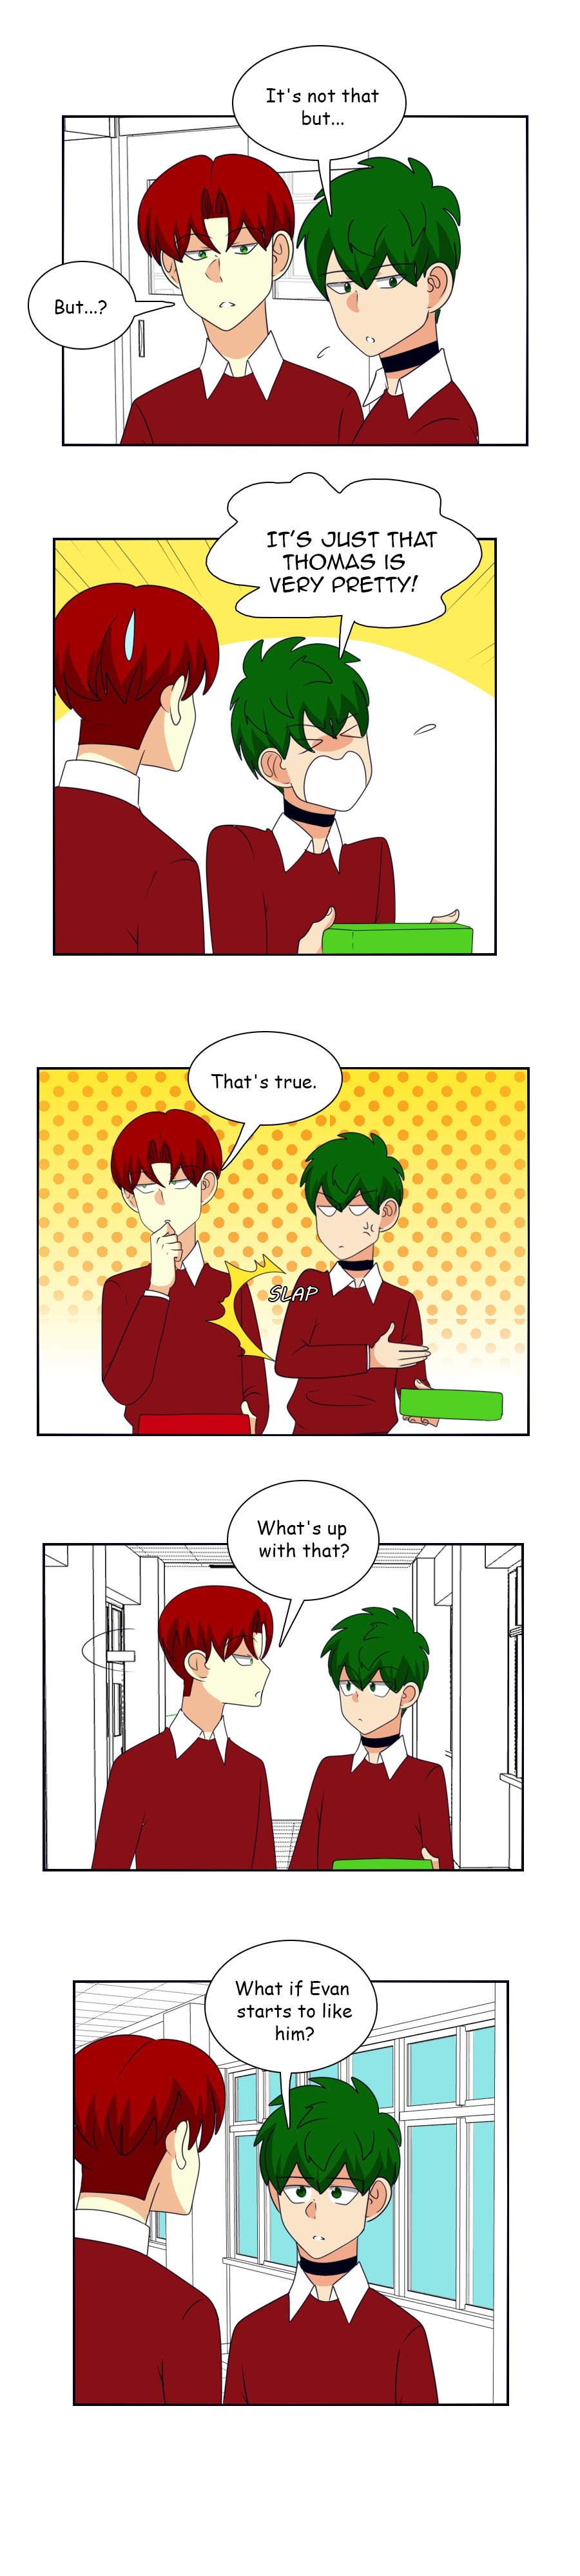 It's not that
but...
But...?
IT'S JUST THAT
THOMAS IS
VERY PRETTY!
That's true.
SLAP
What's up
with that?
What if Evan
starts to like
him?